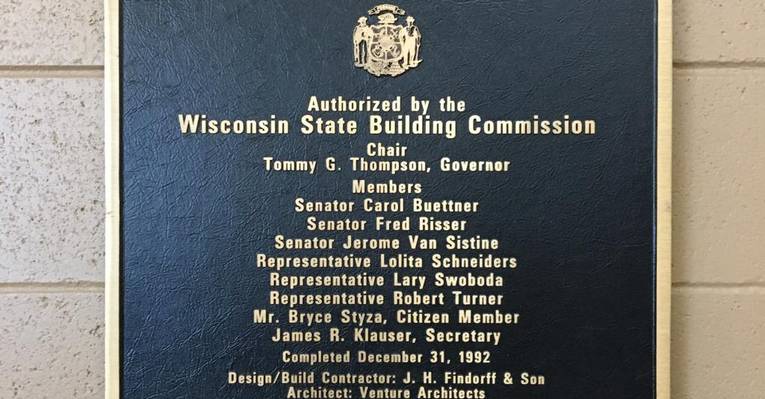 Authorized by the
Wisconsin State Building Commission
Chair
Tommy G. Thompson, Governor
Members
Senator Carol Buettner
Senator Fred Risser
Senator Jerome Van Sistine
Representative Lolita Schneiders
Representative Lary Swoboda
Representative Robert Turner
Mr. Bryce Styza, Citizen Member
James R. Klauser, Secretary
Completed December 31, 1992
Design/Build Contractor: J. H. Findorff & Son
Architect: Venture Architects